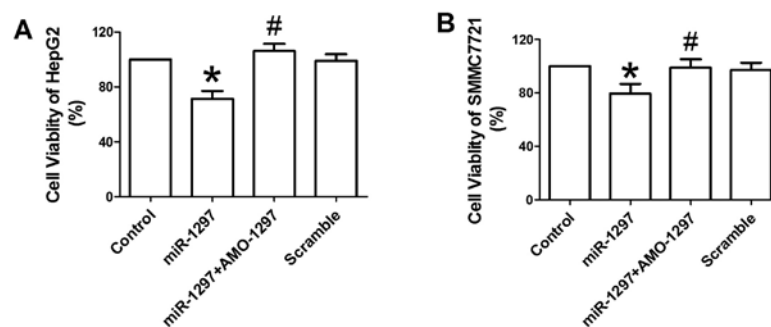 A
Cell Viablity of HepG2
(%)
120
80
40
0
*
#
Control
miR-1297
miR-1297+AMO-1297
Scramble
B
Cell Viablity of SMMC7721
(%)
120
80
40
0
*
#
Control
miR-1297
miR-1297+AMO-1297
Scramble